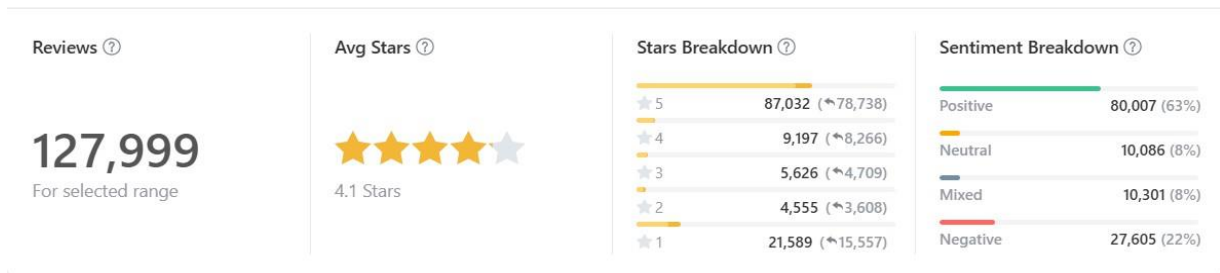 Reviews ?
127,999
For selected range
Avg Stars ?
4.1 Stars
Stars Breakdown ?
5 87,032 (78,738)
4 9,197 (8,266)
3 5,626 (4,709)
2 4,555 (3,608)
1 21,589 (15,557)
Sentiment Breakdown ?
Positive 80,007 (63%)
Neutral 10,086 (8%)
Mixed 10,301 (8%)
Negative 27,605 (22%)